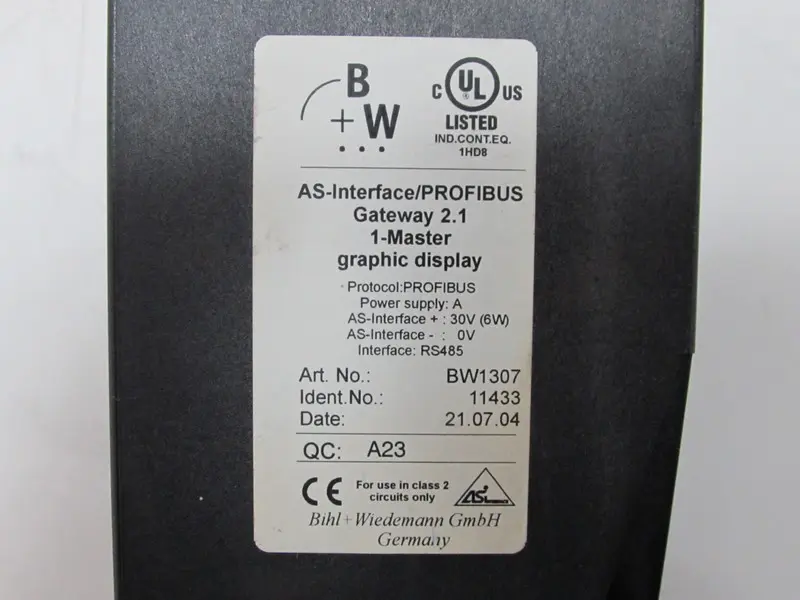 B
+W
C UL US
®
LISTED
IND.CONT.EQ.
1HD8
AS-Interface/PROFIBUS
Gateway 2.1
1-Master
graphic display
Protocol:PROFIBUS
Power supply: A
AS-Interface + : 30V (6W)
AS-Interface - : 0V
Interface: RS485
Art. No.: BW1307
Ident.No.: 11433
Date: 21.07.04
QC: A23
CE For use in class 2
circuits only
ASi
Bihl+Wiedemann GmbH
Germany